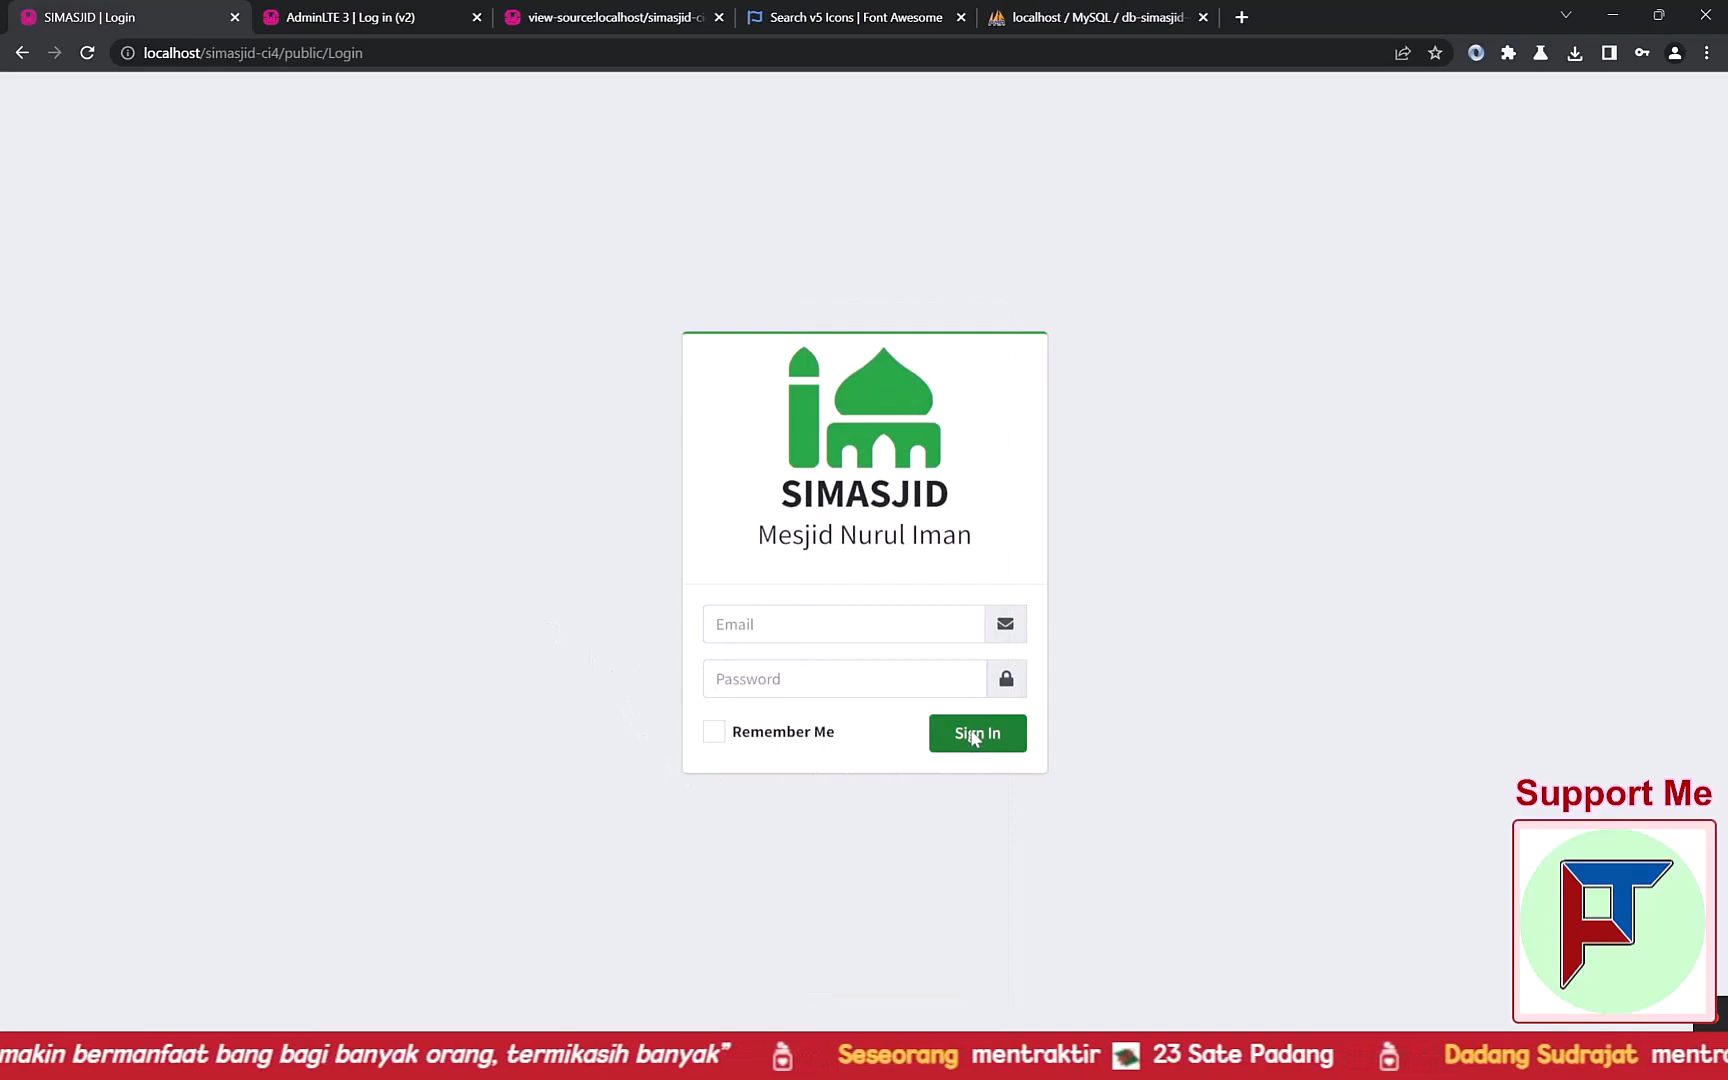 SIMASJID | Login
AdminLTE 3 | Log in (v2)
view-source:localhost/simasjid-ci
Search v5 Icons | Font Awesome
localhost / MySQL / db-simasjid-
localhost/simasjid-ci4/public/Login
SIMASJID
Mesjid Nurul Iman
Email
Password
Remember Me
Sign In
Support Me
makin bermanfaat bang bagi banyak orang, termikasih banyak” Seseorang mentraktir 23 Sate Padang Dadang Sudrajat mentra